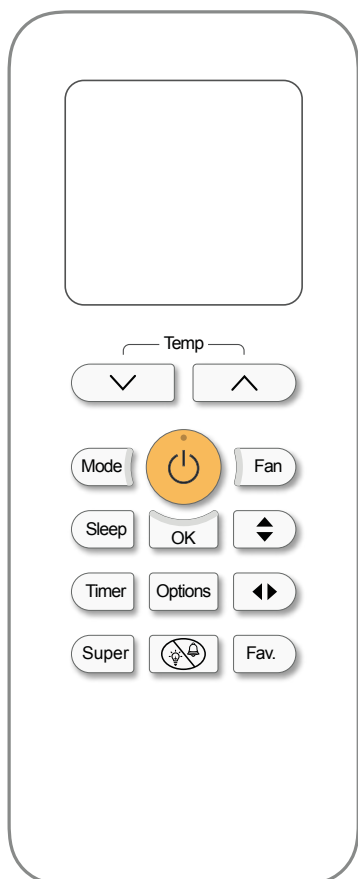 Temp
Mode
Fan
Sleep
OK
Timer
Options
Super
Fav.